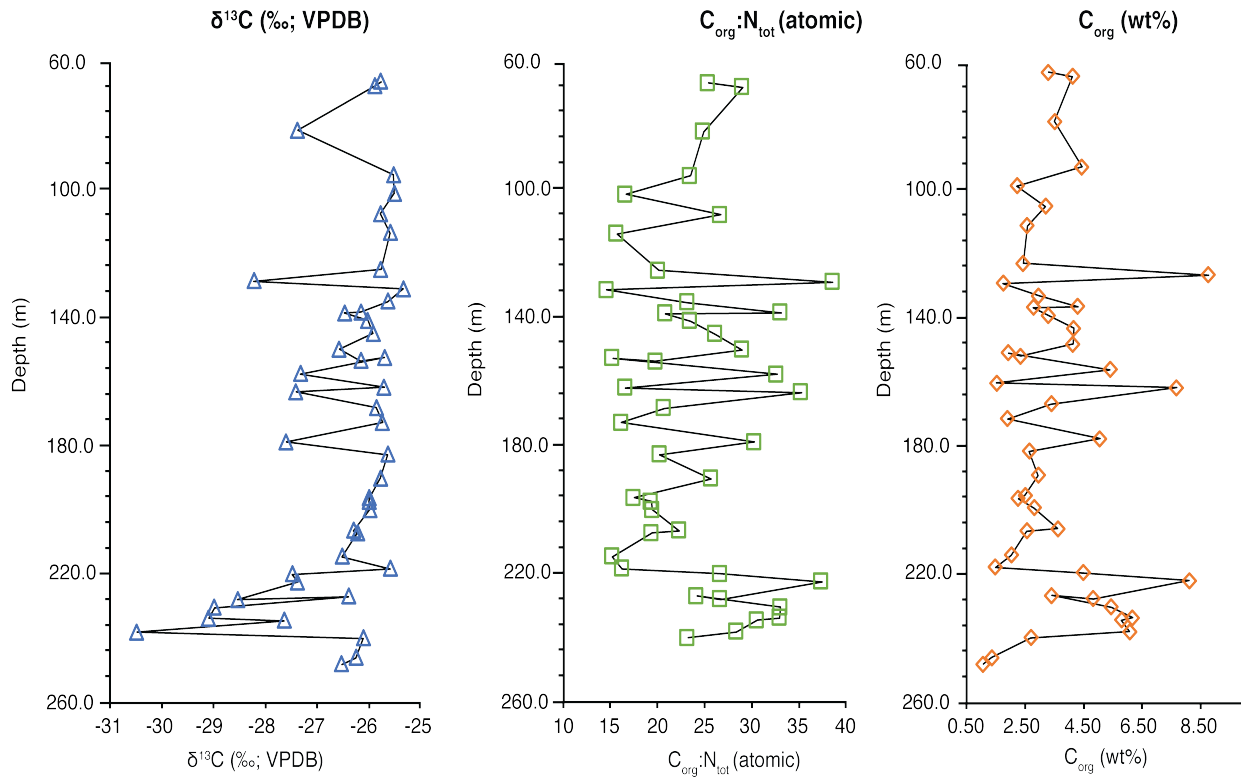 δ¹³C (‰; VPDB)
60.0
100.0
140.0
180.0
220.0
260.0
Depth (m)
-31 -30 -29 -28 -27 -26 -25
δ¹³C (‰; VPDB)
Corg:Ntot (atomic)
60.0
100.0
140.0
180.0
220.0
260.0
Depth (m)
10 15 20 25 30 35 40
Corg:Ntot (atomic)
Corg (wt%)
60.0
100.0
140.0
180.0
220.0
260.0
Depth (m)
0.50 2.50 4.50 6.50 8.50
Corg (wt%)